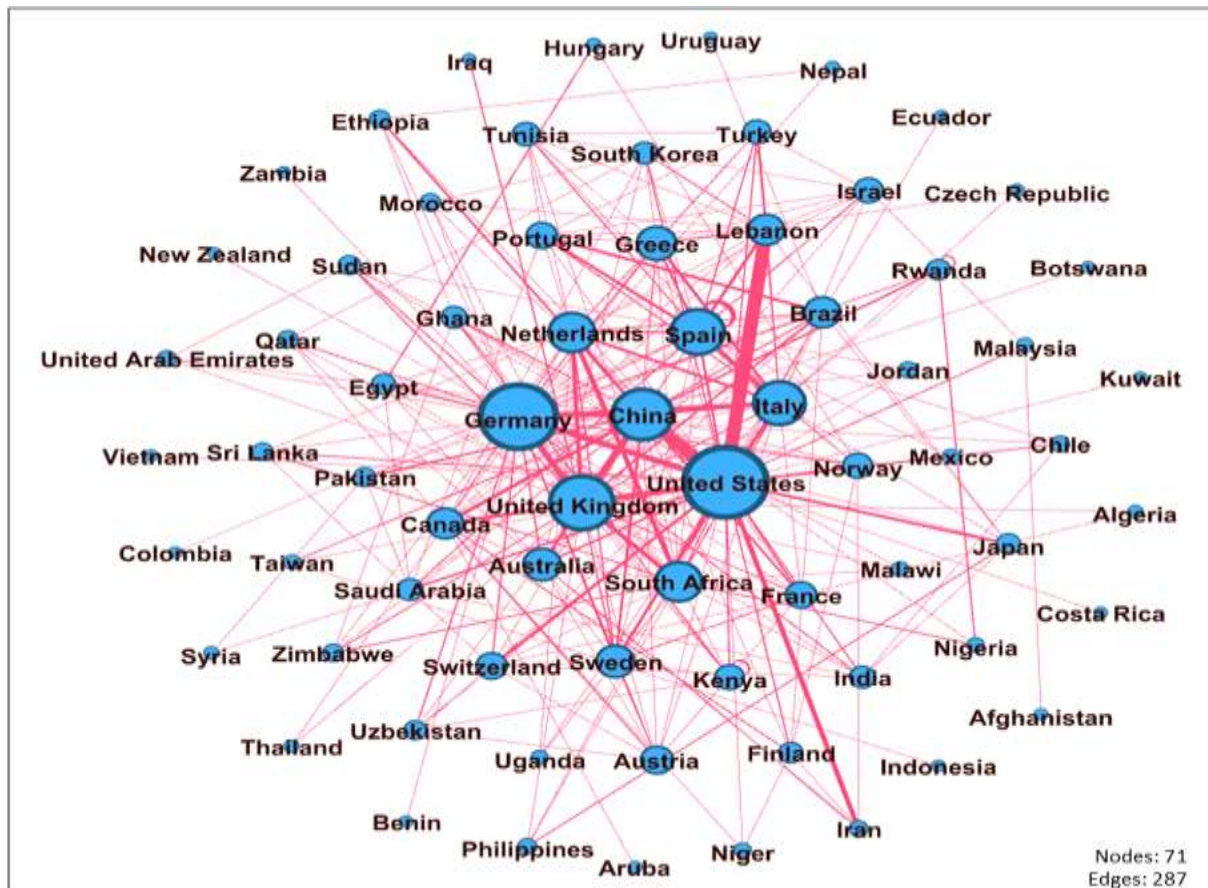 Uruguay
Hungary
Iraq
Nepal
Ecuador
Ethiopia
Tunisia
Turkey
South Korea
Zambia
Israel
Czech Republic
Morocco
Lebanon
Portugal
Greece
New Zealand
Sudan
Rwanda
Botswana
Ghana
Netherlands
Spain
Brazil
Qatar
Malaysia
United Arab Emirates
Jordan
Kuwait
Egypt
Germany
China
Italy
Vietnam
Sri Lanka
Chile
Pakistan
United States
Norway
Mexico
United Kingdom
Algeria
Canada
Japan
Colombia
Taiwan
Australia
Malawi
Saudi Arabia
South Africa
France
Costa Rica
Syria
Zimbabwe
Nigeria
Switzerland
Sweden
Kenya
India
Afghanistan
Uzbekistan
Thailand
Uganda
Austria
Finland
Indonesia
Benin
Iran
Philippines
Niger
Aruba
Nodes: 71
Edges: 287